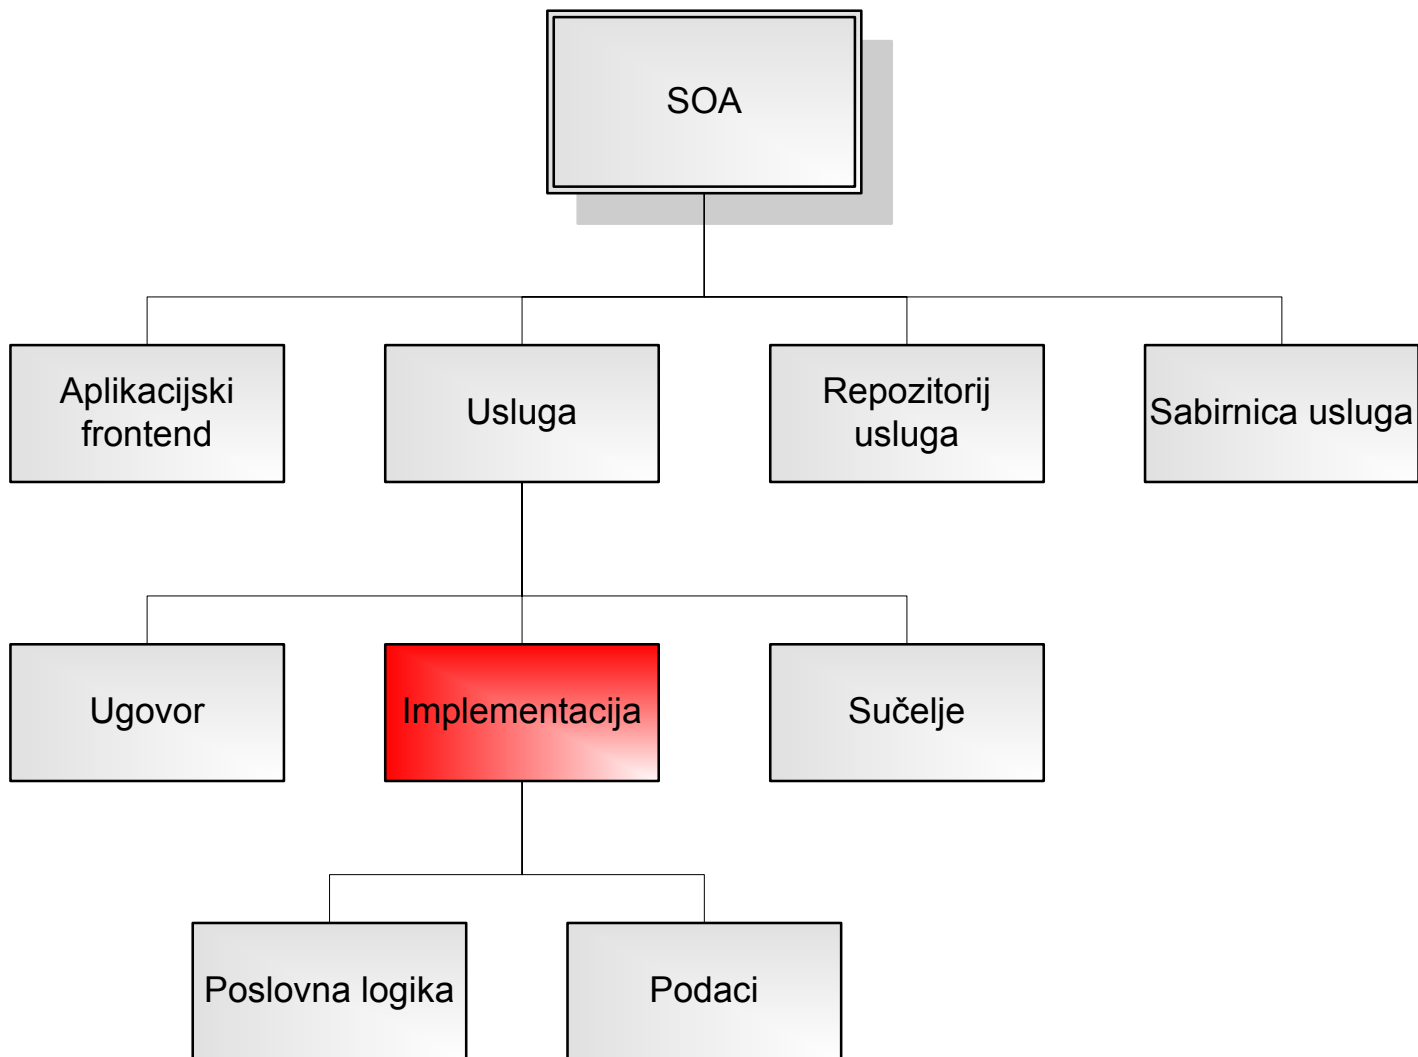 SOA
Aplikacijski
frontend
Usluga
Repozitorij
usluga
Sabirnica usluga
Ugovor
Implementacija
Sučelje
Poslovna logika
Podaci